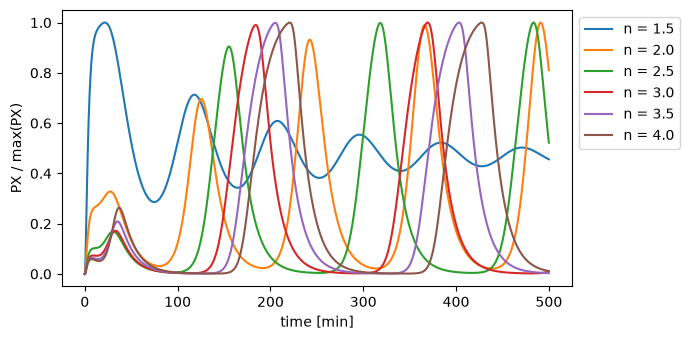 1.0
0.8
0.6
0.4
0.2
0.0
PX / max(PX)
0
100
200
300
400
500
time [min]
n = 1.5
n = 2.0
n = 2.5
n = 3.0
n = 3.5
n = 4.0